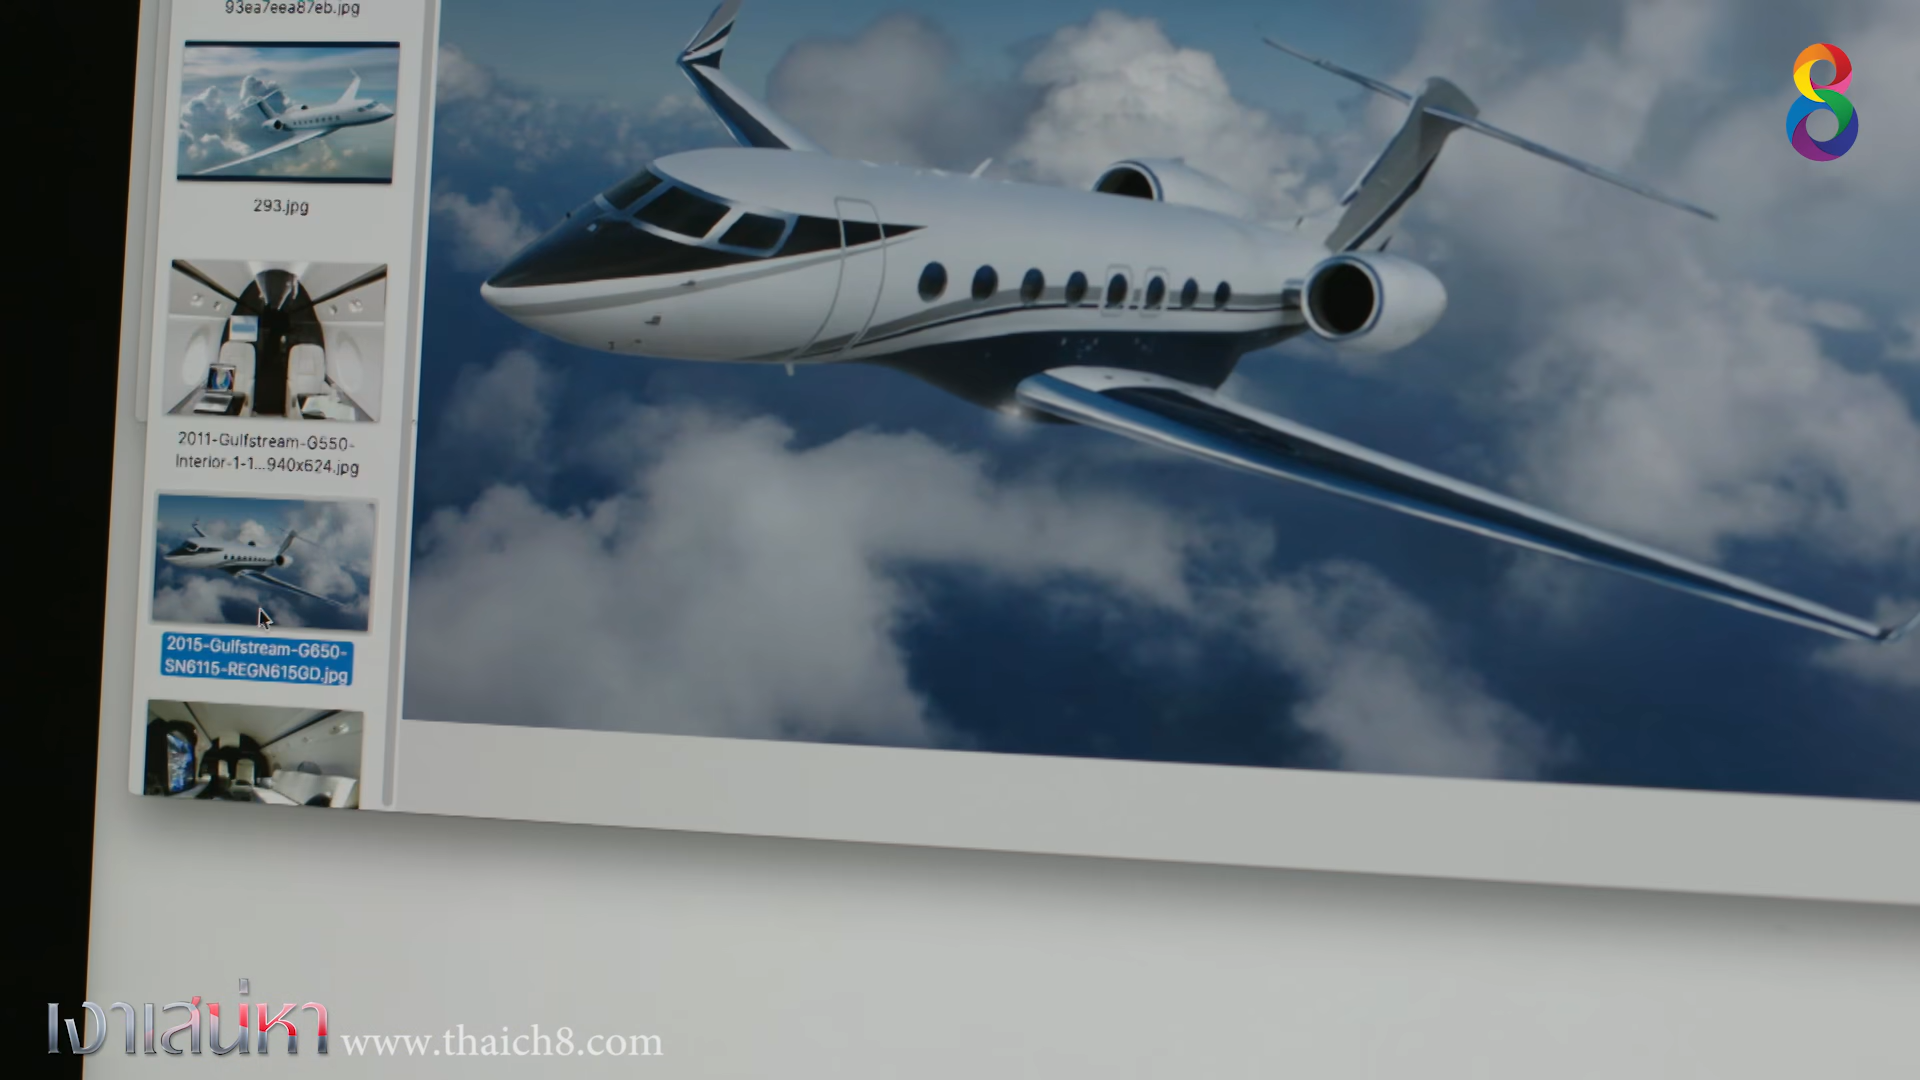 93ea7eea87eb.jpg
293.jpg
2011-Gulfstream-G550-
Interior-1-1...940x624.jpg
2015-Gulfstream-G650-
SN6115-REGN615GD.jpg
8
เงาเสน่หา
www.thaich8.com